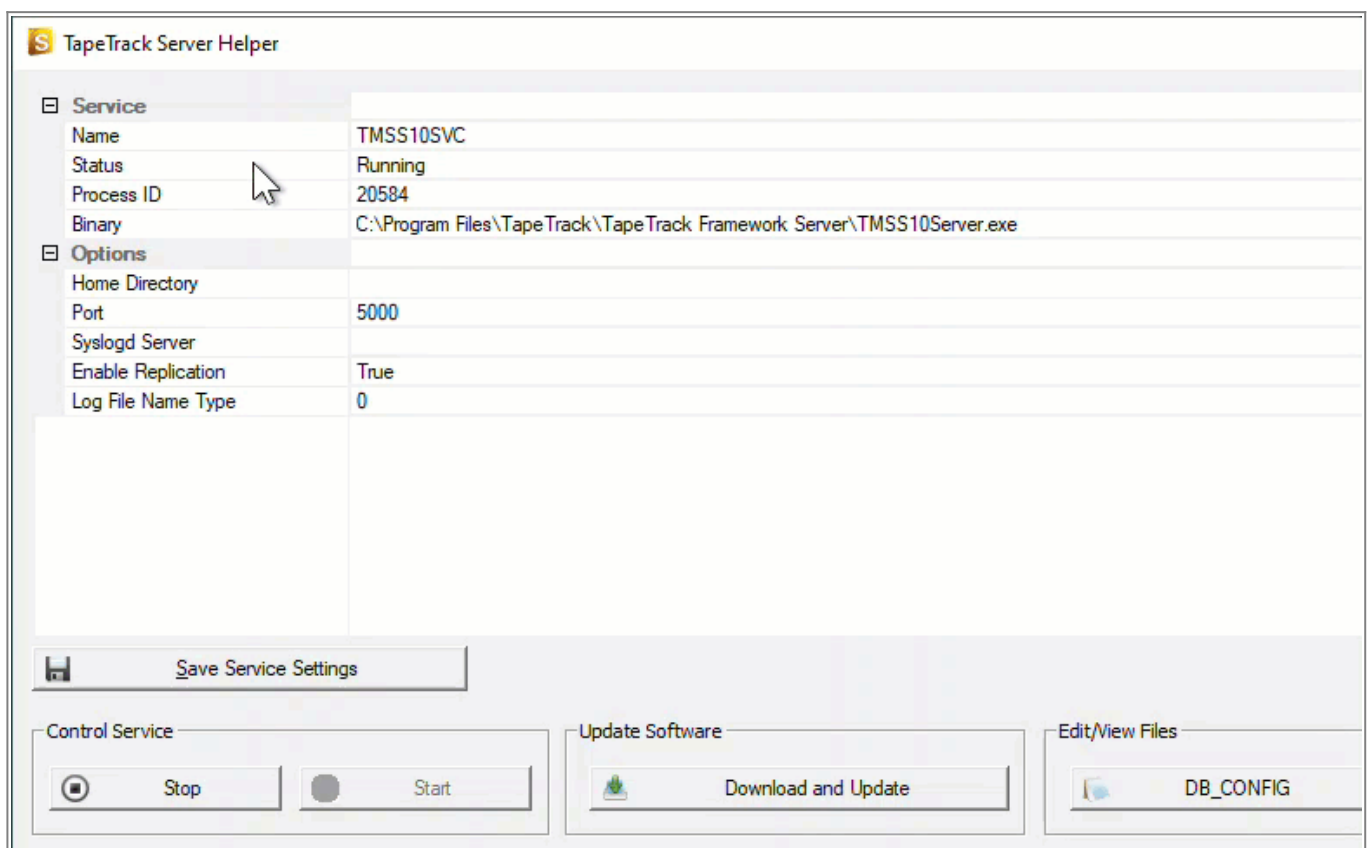 TapeTrack Server Helper
Service
Name TMSS10SVC
Status Running
Process ID 20584
Binary C:\Program Files\TapeTrack\TapeTrack Framework Server\TMSS10Server.exe
Options
Home Directory
Port 5000
Syslogd Server
Enable Replication True
Log File Name Type 0
Save Service Settings
Control Service Update Software Edit/View Files
Stop Start Download and Update DB_CONFIG